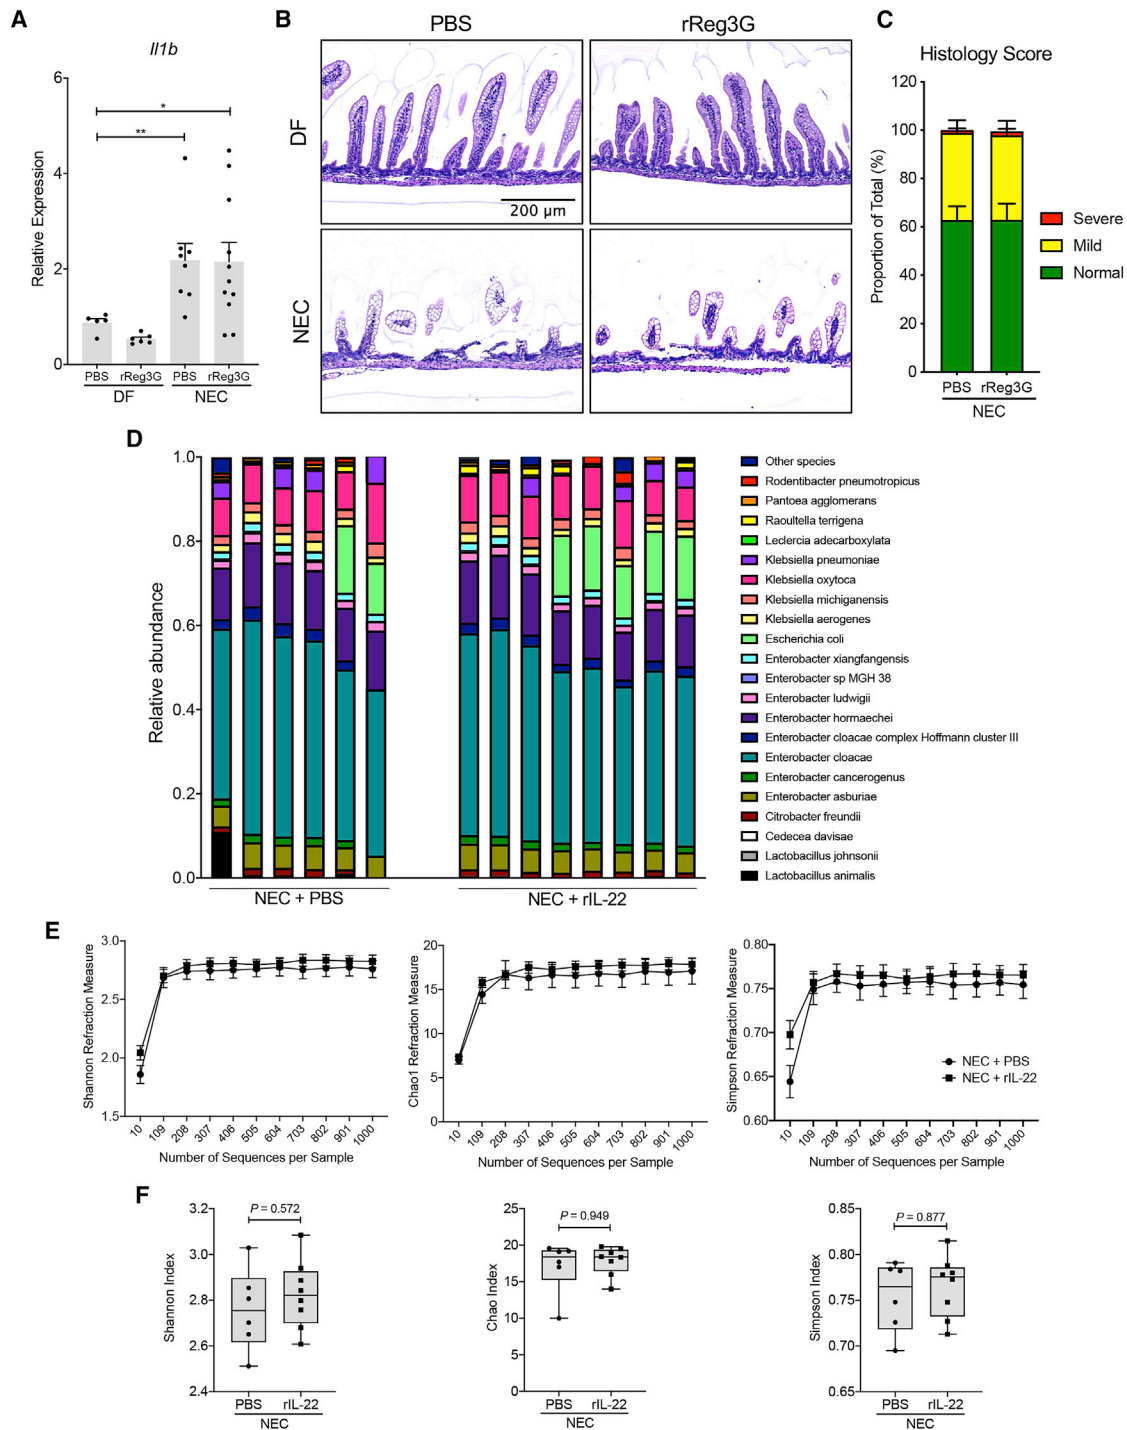 A
Il1b
Relative Expression
6
4
2
0
*
**
PBS rReg3G PBS rReg3G
DF NEC
B
PBS rReg3G
DF
NEC
200 μm
C
Histology Score
Proportion of Total (%)
120
100
80
60
40
20
0
PBS rReg3G
NEC
Severe
Mild
Normal
D
Relative abundance
1.0
0.8
0.6
0.4
0.2
0.0
NEC + PBS NEC + rIL-22
Other species
Rodentibacter pneumotropicus
Pantoea agglomerans
Raoultella terrigena
Leclercia adecarboxylata
Klebsiella pneumoniae
Klebsiella oxytoca
Klebsiella michiganensis
Klebsiella aerogenes
Escherichia coli
Enterobacter xiangfangensis
Enterobacter sp MGH 38
Enterobacter ludwigii
Enterobacter hormaechei
Enterobacter cloacae complex Hoffmann cluster III
Enterobacter cloacae
Enterobacter cancerogenus
Enterobacter asburiae
Citrobacter freundii
Cedecea davisae
Lactobacillus johnsonii
Lactobacillus animalis
E
Shannon Refraction Measure
3.0
2.5
2.0
1.5
10 109 208 307 406 505 604 703 802 901 1000
Number of Sequences per Sample
Chao1 Refraction Measure
20
15
10
5
0
10 109 208 307 406 505 604 703 802 901 1000
Number of Sequences per Sample
Simpson Refraction Measure
0.80
0.75
0.70
0.65
0.60
NEC + PBS
NEC + rIL-22
10 109 208 307 406 505 604 703 802 901 1000
Number of Sequences per Sample
F
Shannon Index
3.2
3.0
2.8
2.6
2.4
P = 0.572
PBS rIL-22
NEC
Chao Index
25
20
15
10
5
0
P = 0.949
PBS rIL-22
NEC
Simpson Index
0.85
0.80
0.75
0.70
0.65
P = 0.877
PBS rIL-22
NEC